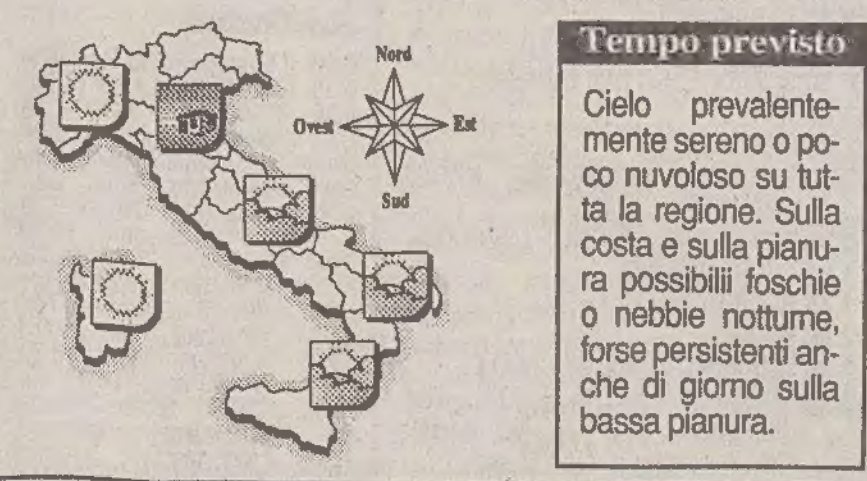 Nord
Ovest
Est
Sud
Tempo previsto
Cielo prevalente-
mente sereno o po-
co nuvoloso su tut-
ta la regione. Sulla
costa e sulla pianu-
ra possibilii foschie
o nebbie notturne,
forse persistenti an-
che di giorno sulla
bassa pianura.